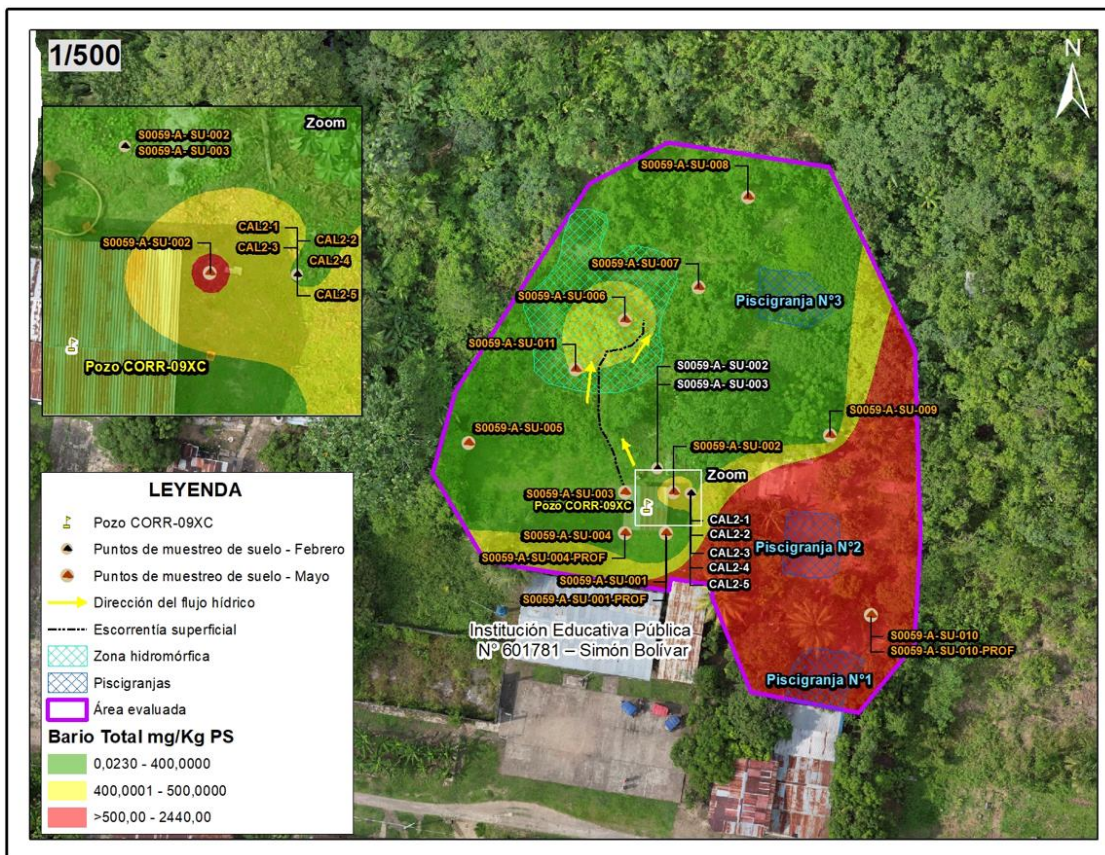 1/500
N
Zoom
S0059-A- SU-002
S0059-A- SU-003
CAL2-1
CAL2-2
CAL2-3
CAL2-4
CAL2-5
S0059-A-SU-002
Pozo CORR-09XC
S0059-A-SU-008
S0059-A-SU-007
Piscigranja N°3
S0059-A-SU-006
S0059-A-SU-011
S0059-A- SU-002
S0059-A- SU-003
S0059-A-SU-009
S0059-A-SU-005
S0059-A-SU-002
Zoom
S0059-A-SU-003
Pozo CORR-09XC
CAL2-1
CAL2-2
CAL2-3
CAL2-4
CAL2-5
S0059-A-SU-004
S0059-A-SU-004-PROF
Piscigranja N°2
S0059-A-SU-001
S0059-A-SU-001-PROF
Institución Educativa Pública
N° 601781 – Simón Bolívar
S0059-A-SU-010
S0059-A-SU-010-PROF
Piscigranja N°1
LEYENDA
Pozo CORR-09XC
Puntos de muestreo de suelo - Febrero
Puntos de muestreo de suelo - Mayo
Dirección del flujo hídrico
Escorrentía superficial
Zona hidromórfica
Piscigranjas
Área evaluada
Bario Total mg/Kg PS
0,0230 - 400,0000
400,0001 - 500,0000
>500,00 - 2440,00